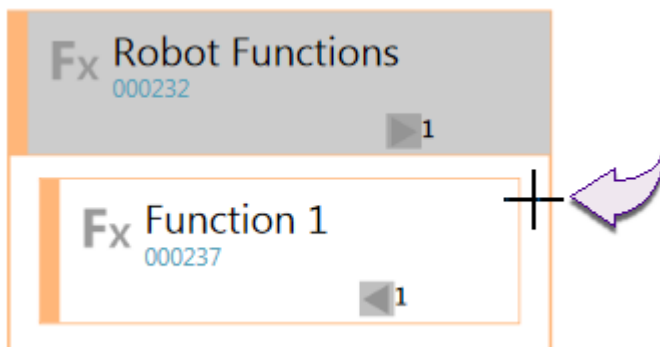 Fx Robot Functions
000232
1
Fx Function 1
000237
1